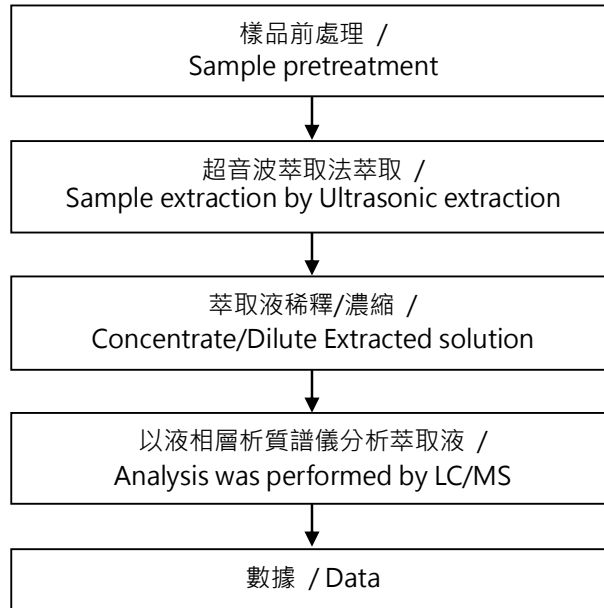 樣品前處理 /
Sample pretreatment
超音波萃取法萃取 /
Sample extraction by Ultrasonic extraction
萃取液稀釋/濃縮 /
Concentrate/Dilute Extracted solution
以液相層析質譜儀分析萃取液 /
Analysis was performed by LC/MS
數據 / Data